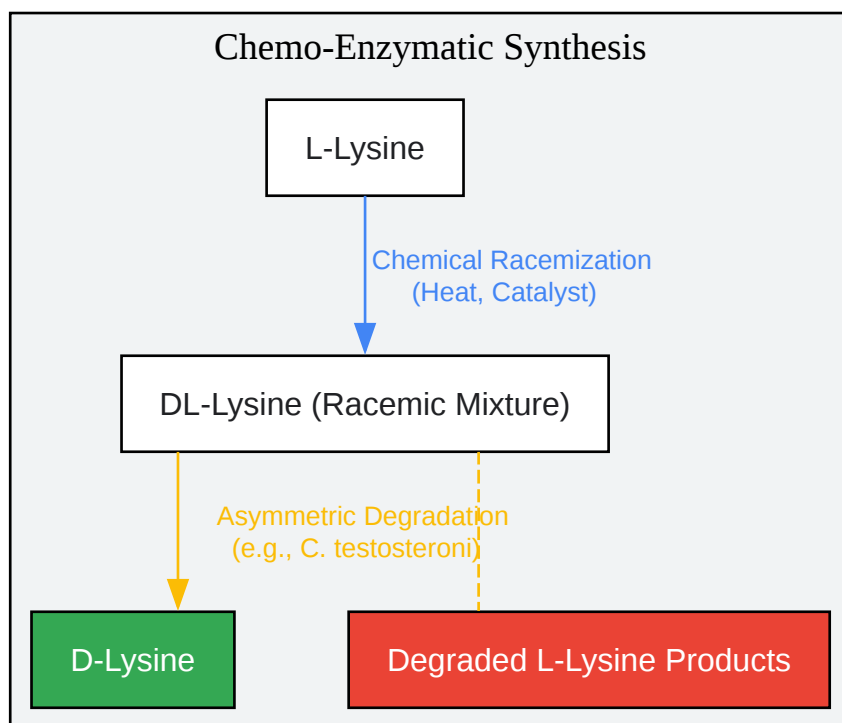 Chemo-Enzymatic Synthesis
L-Lysine
Chemical Racemization
(Heat, Catalyst)
DL-Lysine (Racemic Mixture)
Asymmetric Degradation
(e.g., C. testosteroni)
D-Lysine
Degraded L-Lysine Products